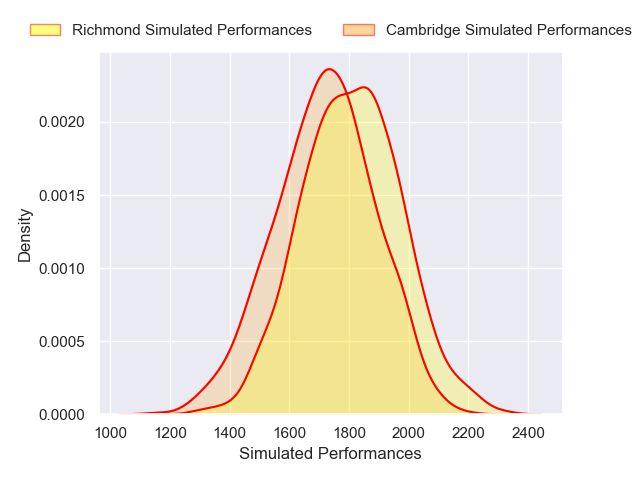 Richmond Simulated Performances Cambridge Simulated Performances
0.0020
0.0015
0.0010
0.0005
0.0000
Density
1000 1200 1400 1600 1800 2000 2200 2400
Simulated Performances